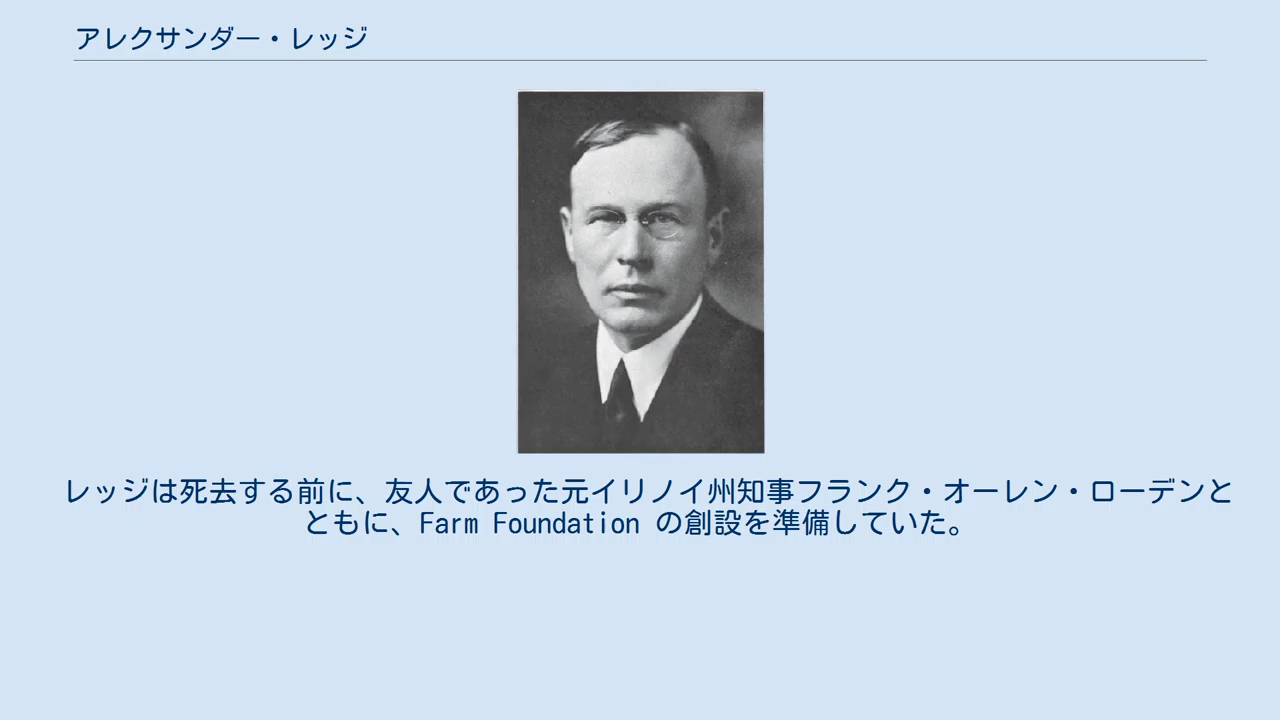 アレクサンダー・レッジ
レッジは死去する前に、友人であった元イリノイ州知事フランク・オーレン・ローデンと
ともに、Farm Foundation の創設を準備していた。